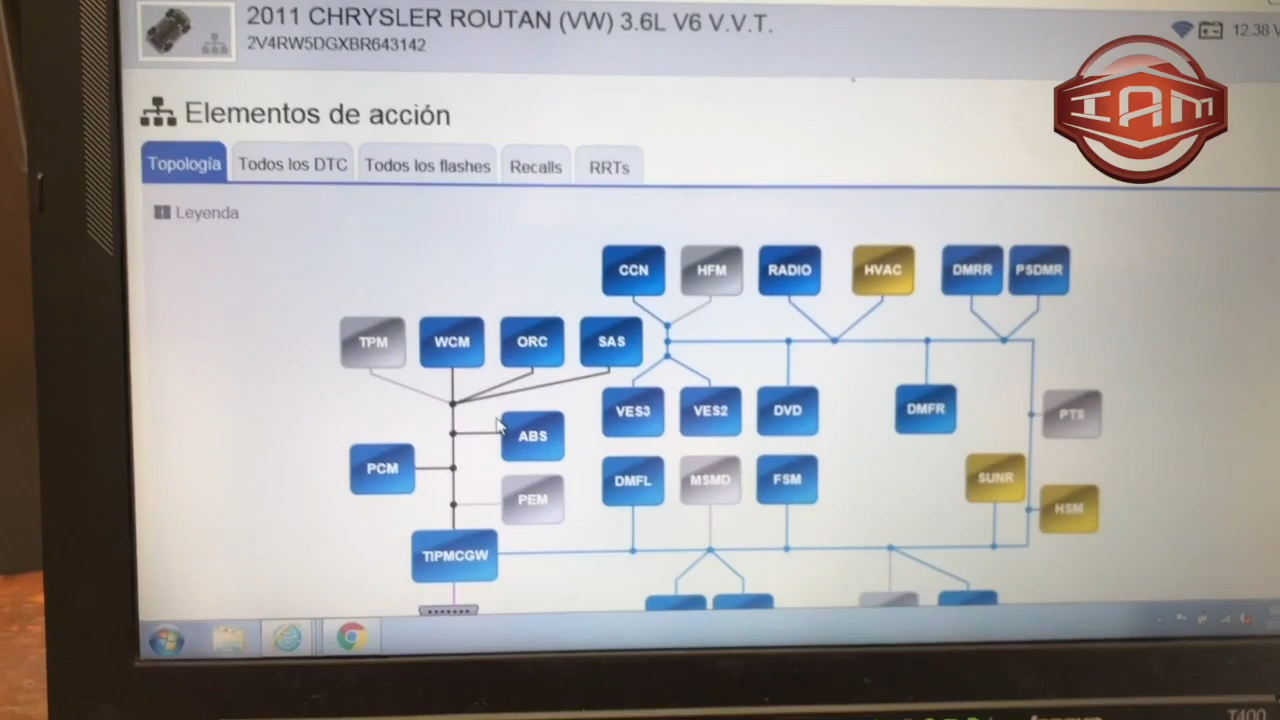 2011 CHRYSLER ROUTAN (VW) 3.6L V6 V.V.T.
2V4RW5DGXBR643142
12.38 V
IAM
Elementos de acción
Topología
Todos los DTC
Todos los flashes
Recalls
RRTs
Leyenda
CCN
HFM
RADIO
HVAC
DMRR
PSDMR
TPM
WCM
ORC
SAS
VES3
VES2
DVD
DMFR
PTS
ABS
PCM
DMFL
MSMD
FSM
SUNR
PEM
HSM
TIPMCGW
T400